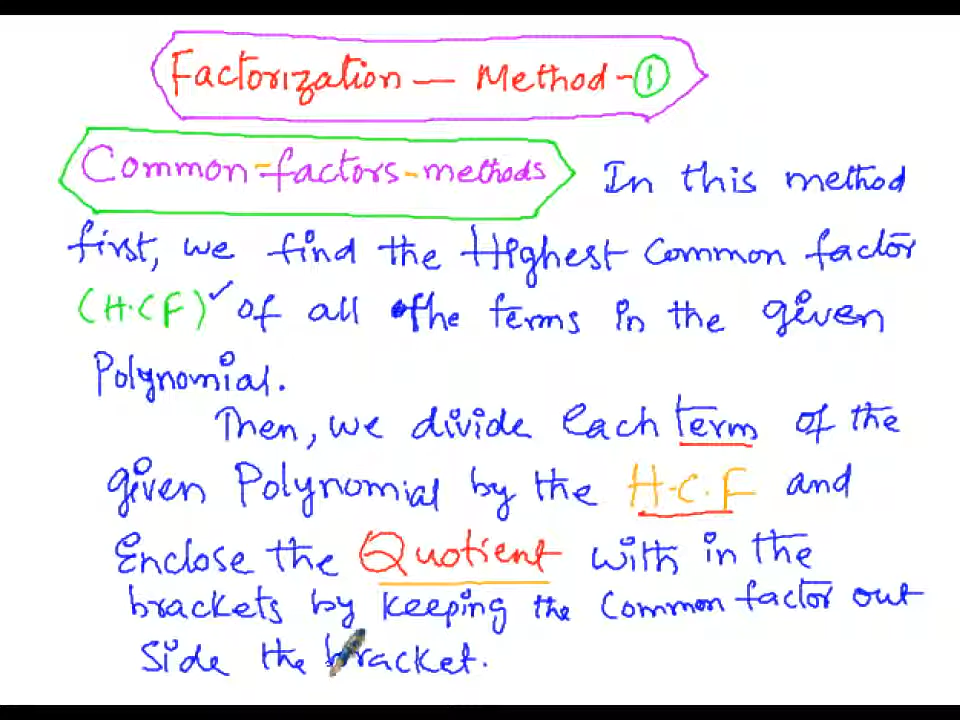 Factorization — Method - 1
Common-factors-methods In this method
first, we find the Highest Common factor
(H.CF)✓ of all the terms in the given
Polynomial.
Then, we divide each term of the
given Polynomial by the H.C.F and
Enclose the Quotient with in the
brackets by keeping the Common factor out
side the bracket.